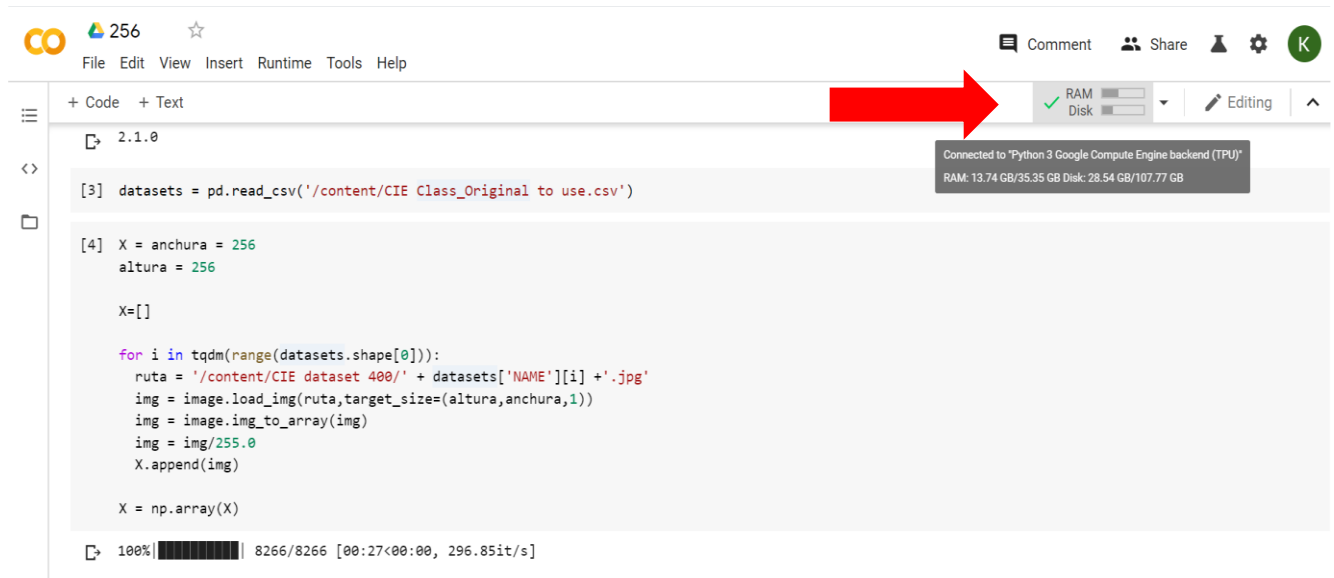 256
Comment Share K
File Edit View Insert Runtime Tools Help
+ Code + Text
RAM
Disk
Editing
2.1.0
Connected to "Python 3 Google Compute Engine backend (TPU)"
RAM: 13.74 GB/35.35 GB Disk: 28.54 GB/107.77 GB
[3] datasets = pd.read_csv('/content/CIE Class_Original to use.csv')
[4] X = anchura = 256
altura = 256
X=[]
for i in tqdm(range(datasets.shape[0])):
ruta = '/content/CIE dataset 400/' + datasets['NAME'][i] +'.jpg'
img = image.load_img(ruta,target_size=(altura,anchura,1))
img = image.img_to_array(img)
img = img/255.0
X.append(img)
X = np.array(X)
100%|██████████| 8266/8266 [00:27<00:00, 296.85it/s]